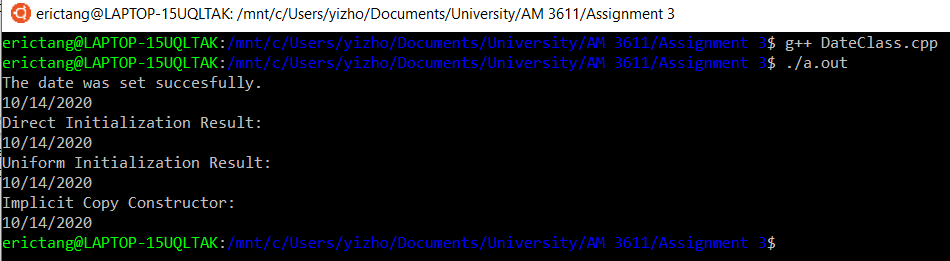 erictang@LAPTOP-15UQLTAK: /mnt/c/Users/yizho/Documents/University/AM 3611/Assignment 3
erictang@LAPTOP-15UQLTAK:/mnt/c/Users/yizho/Documents/University/AM 3611/Assignment 3$ g++ DateClass.cpp
erictang@LAPTOP-15UQLTAK:/mnt/c/Users/yizho/Documents/University/AM 3611/Assignment 3$ ./a.out
The date was set succesfully.
10/14/2020
Direct Initialization Result:
10/14/2020
Uniform Initialization Result:
10/14/2020
Implicit Copy Constructor:
10/14/2020
erictang@LAPTOP-15UQLTAK:/mnt/c/Users/yizho/Documents/University/AM 3611/Assignment 3$